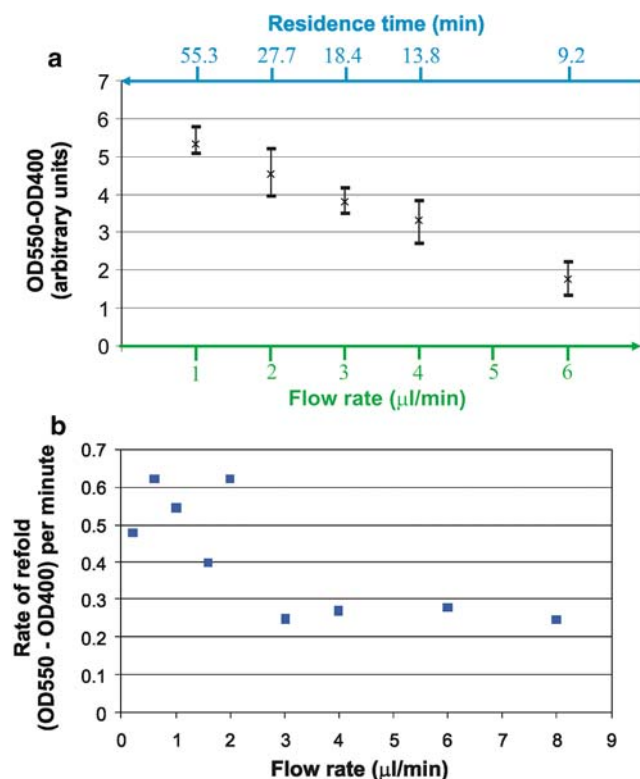 Residence time (min)
a
55.3 27.7 18.4 13.8 9.2
7
6
5
4
3
2
1
0
OD550-OD400
(arbitrary units)
1 2 3 4 5 6
Flow rate (μl/min)
b
0.7
0.6
0.5
0.4
0.3
0.2
0.1
0
Rate of refold
(OD550 - OD400) per minute
0 1 2 3 4 5 6 7 8 9
Flow rate (μl/min)